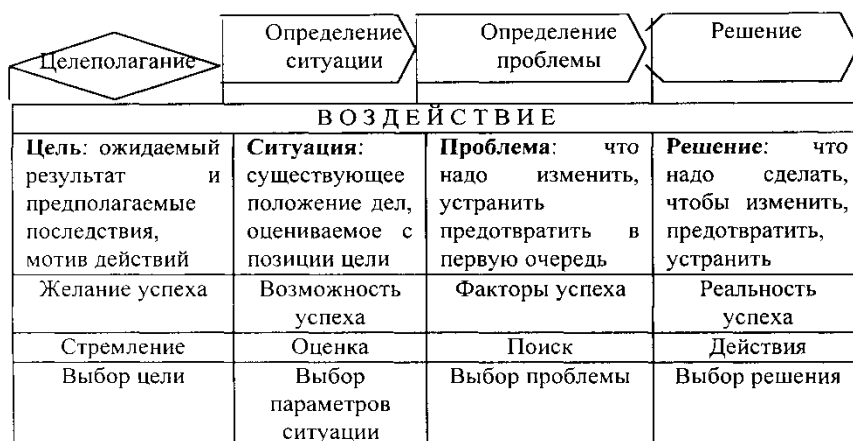 Целеполагание
Определение
ситуации
Определение
проблемы
Решение
ВОЗДЕЙСТВИЕ
Цель: ожидаемый
результат и
предполагаемые
последствия,
мотив действий
Ситуация:
существующее
положение дел,
оцениваемое с
позиции цели
Проблема: что
надо изменить,
устранить
предотвратить в
первую очередь
Решение: что
надо сделать,
чтобы изменить,
предотвратить,
устранить
Желание успеха
Возможность
успеха
Факторы успеха
Реальность
успеха
Стремление
Оценка
Поиск
Действия
Выбор цели
Выбор
параметров
ситуации
Выбор проблемы
Выбор решения